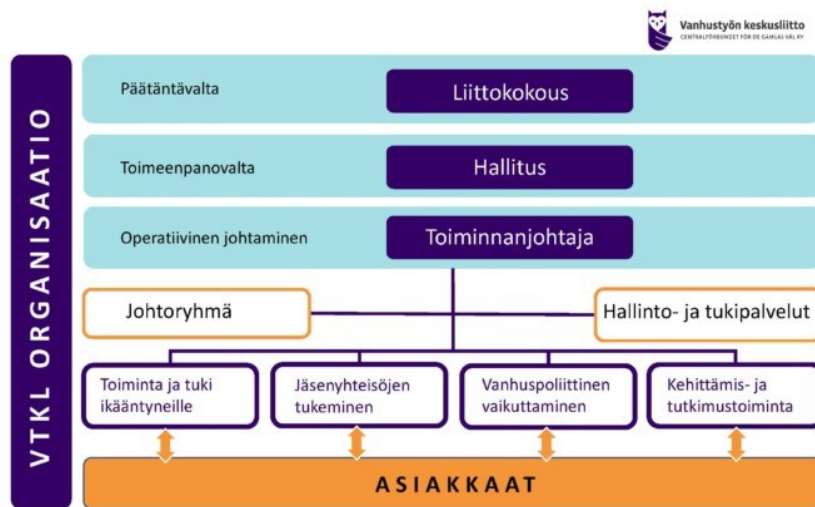 Vanhustyön keskusliitto
CENTRALFÖRBUNDET FÖR DE GAMLAS VÄL RY
VTKL ORGANISAATIO
Päätäntävalta
Liittokokous
Toimeenpanovalta
Hallitus
Operatiivinen johtaminen
Toiminnanjohtaja
Johtoryhmä
Hallinto- ja tukipalvelut
Toiminta ja tuki
ikääntyneille
Jäsenyhteisöjen
tukeminen
Vanhuspoliittinen
vaikuttaminen
Kehittämis- ja
tutkimustoiminta
ASIAKKAAT